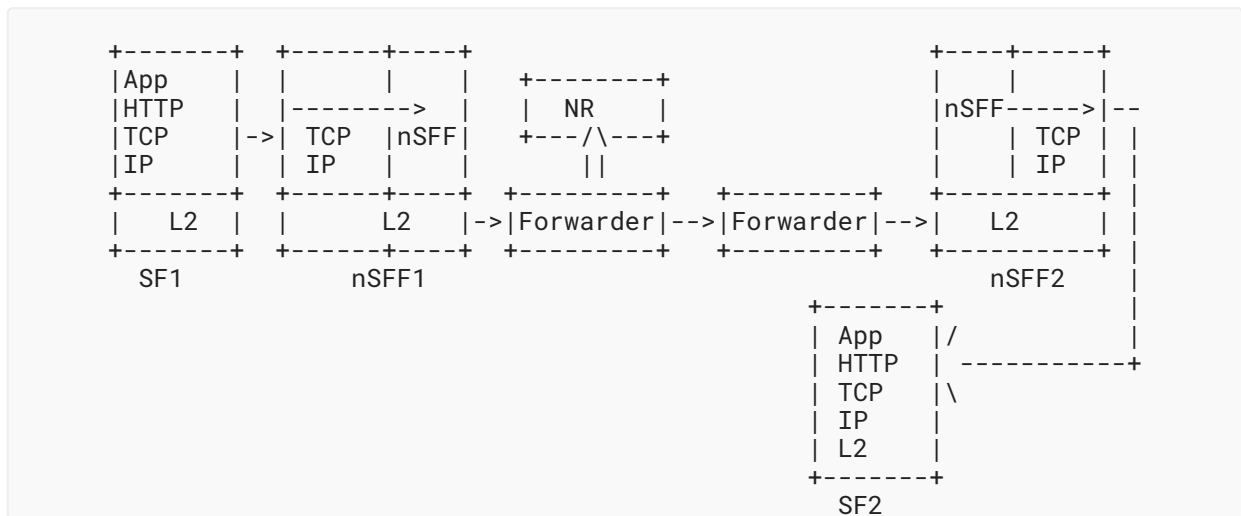 +-------+  +------+----+                              +----+-----+
|App    |  |      |    |   +--------+                 |    |     |
|HTTP   |  |-------->  |   |  NR    |                 |nSFF----->|--
|TCP    |->| TCP  |nSFF|   +---/\---+                 |    | TCP | |
|IP     |  | IP   |    |       ||                     |    | IP  | |
+-------+  +------+----+  +---------+   +---------+   +----------+ |
|   L2  |  |      L2   |->|Forwarder|-->|Forwarder|-->|   L2     | |
+-------+  +------+----+  +---------+   +---------+   +----------+ |
SF1           nSFF1                                       nSFF2    |
+-------+            |
| App   |/           |
| HTTP  | -----------+
| TCP   |\
| IP    |
| L2    |
+-------+
SF2